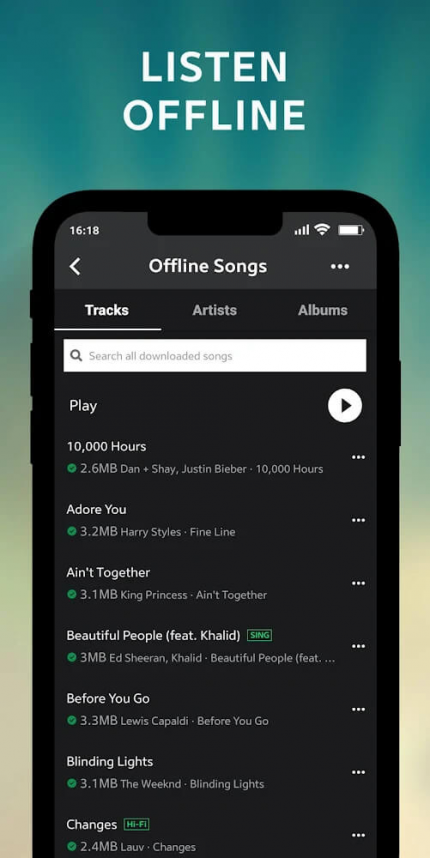 LISTEN
OFFLINE
16:18
Offline Songs
Tracks Artists Albums
Search all downloaded songs
Play
10,000 Hours
2.6MB Dan + Shay, Justin Bieber · 10,000 Hours
Adore You
3.2MB Harry Styles · Fine Line
Ain't Together
3.1MB King Princess · Ain't Together
Beautiful People (feat. Khalid) SING
3MB Ed Sheeran, Khalid · Beautiful People (feat. ...
Before You Go
3.3MB Lewis Capaldi · Before You Go
Blinding Lights
3.1MB The Weeknd · Blinding Lights
Changes Hi-Fi
2.4MB Lauv · Changes